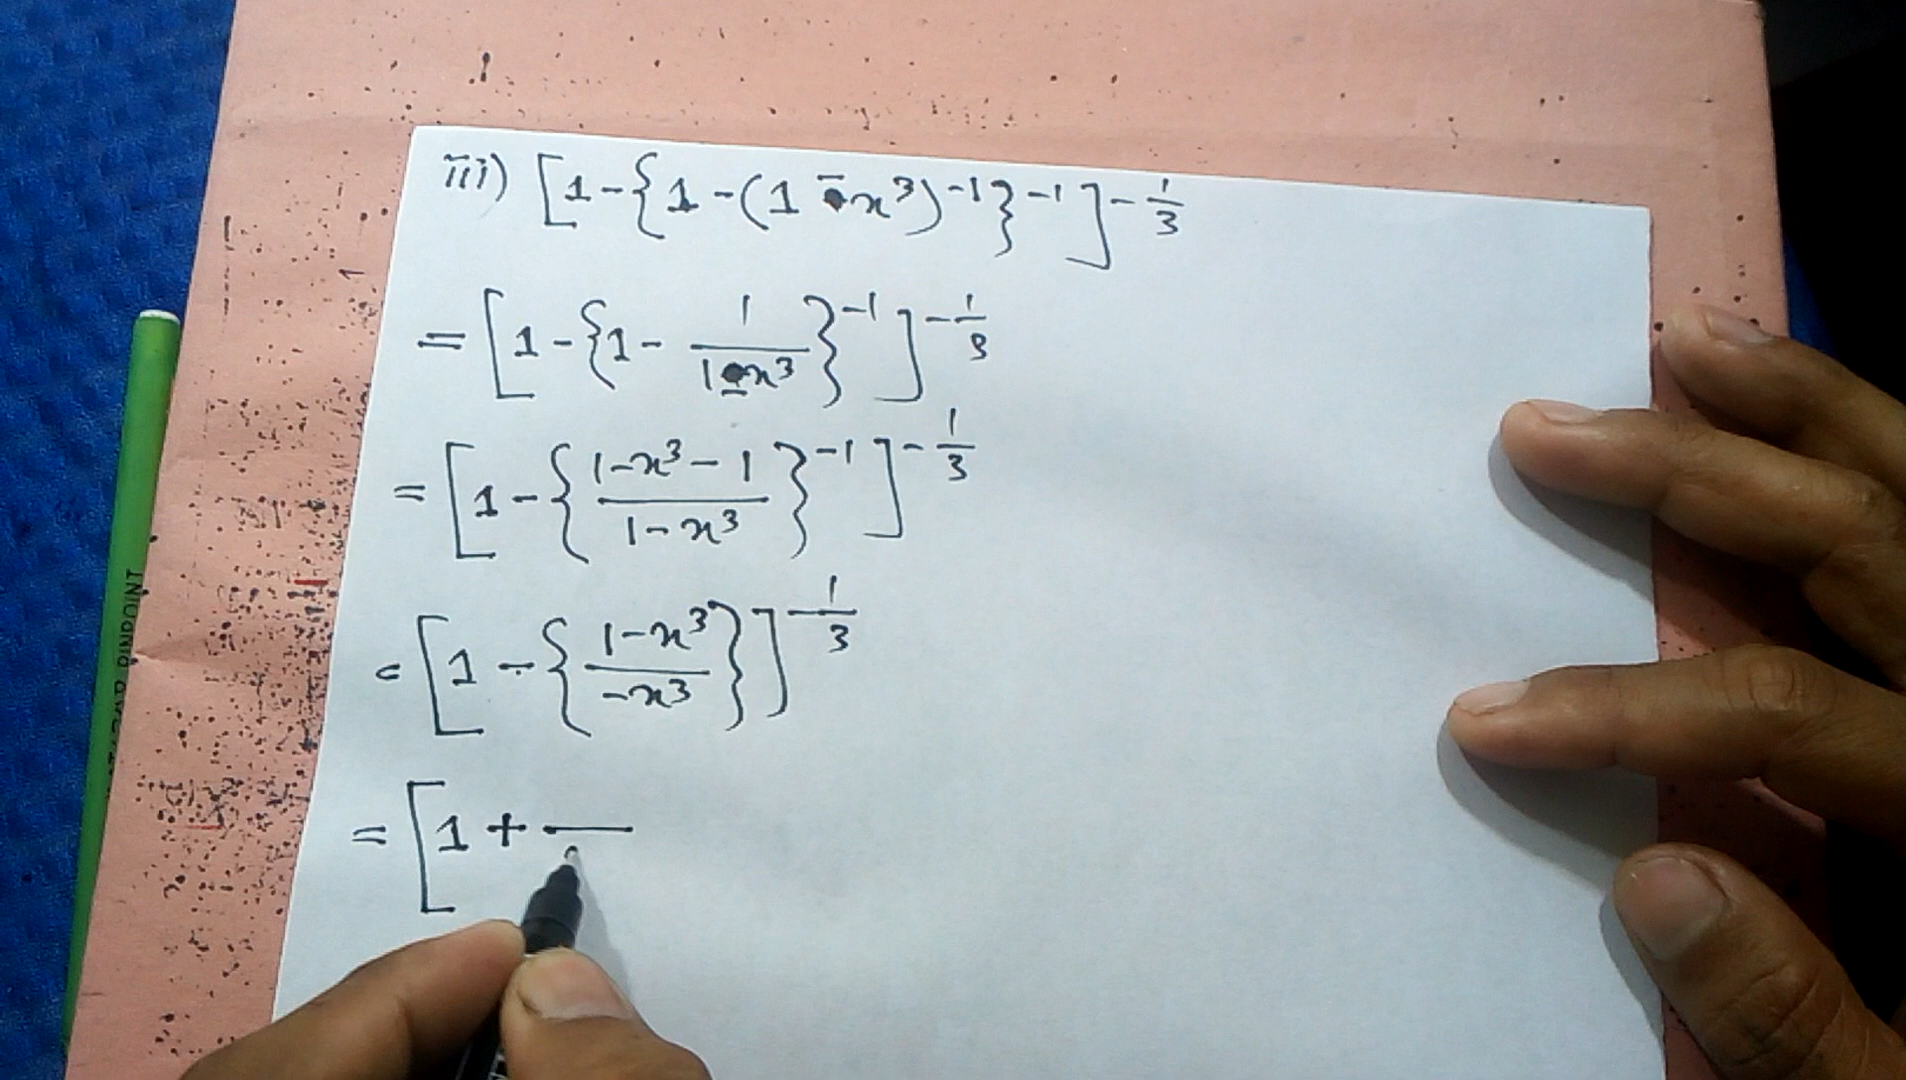 iii) [1-{1-(1-x³)⁻¹}⁻¹]^-1/3
= [1-{1-1/(1-x³)}⁻¹]^-1/3
= [1-{(1-x³-1)/(1-x³)}⁻¹]^-1/3
= [1-{(1-x³)/(-x³)}]^-1/3
= [1+
PINPOINT